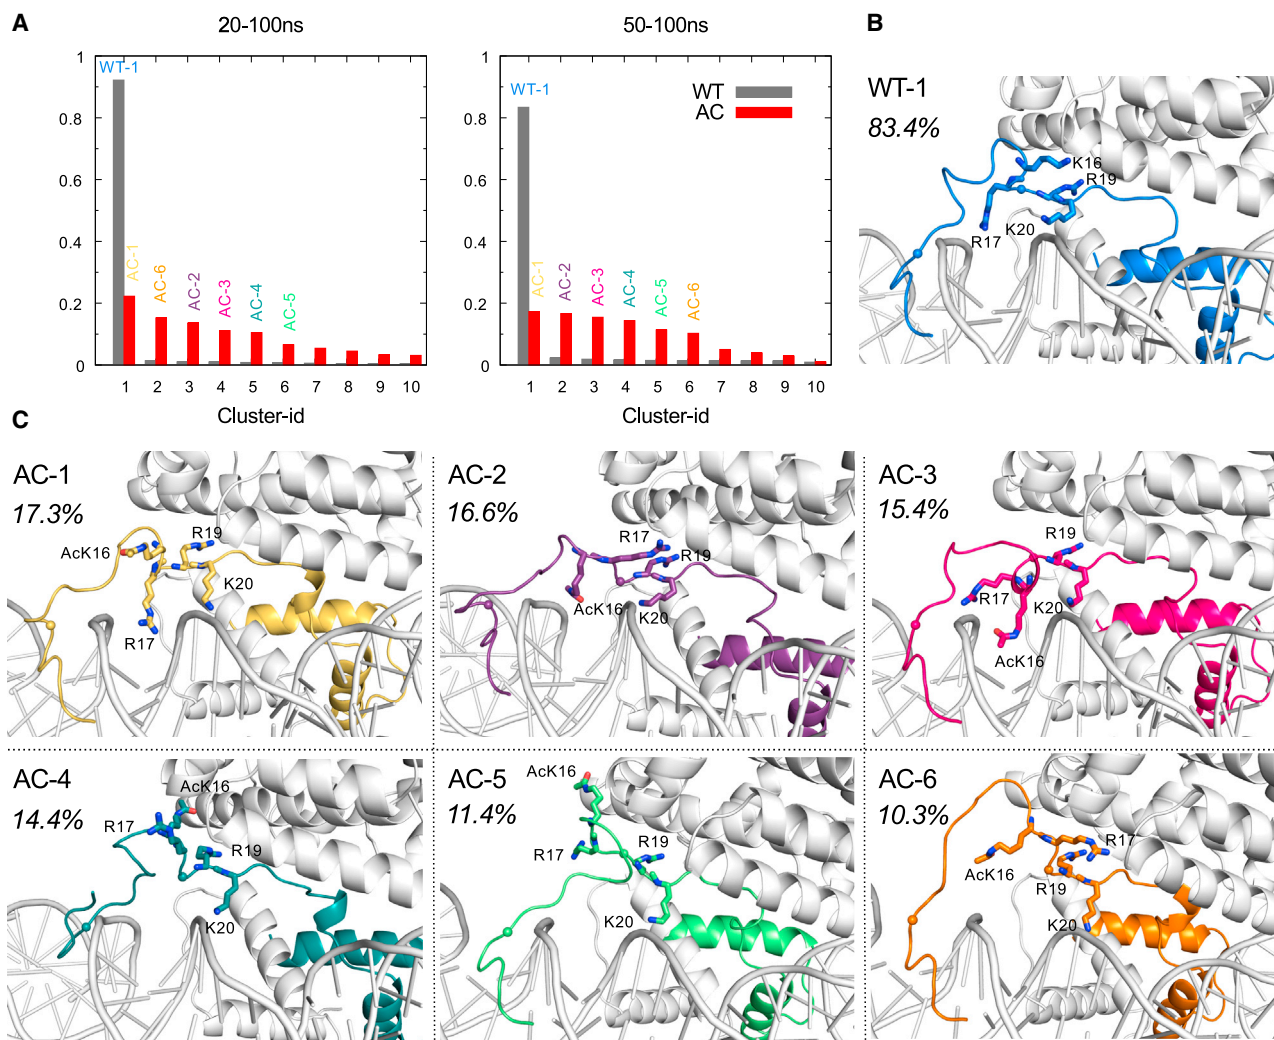 A
20-100ns
50-100ns
B
1
0.8
0.6
0.4
0.2
0
WT-1
AC-1
AC-6
AC-2
AC-3
AC-4
AC-5
1 2 3 4 5 6 7 8 9 10
Cluster-id
1
0.8
0.6
0.4
0.2
0
WT-1
WT
AC
AC-1
AC-2
AC-3
AC-4
AC-5
AC-6
1 2 3 4 5 6 7 8 9 10
Cluster-id
WT-1
83.4%
K16
R19
R17
K20
C
AC-1
17.3%
AcK16
R19
K20
R17
AC-2
16.6%
R17
R19
AcK16
K20
AC-3
15.4%
R19
R17
K20
AcK16
AC-4
14.4%
AcK16
R17
R19
K20
AC-5
11.4%
AcK16
R19
R17
K20
AC-6
10.3%
R17
AcK16
R19
K20